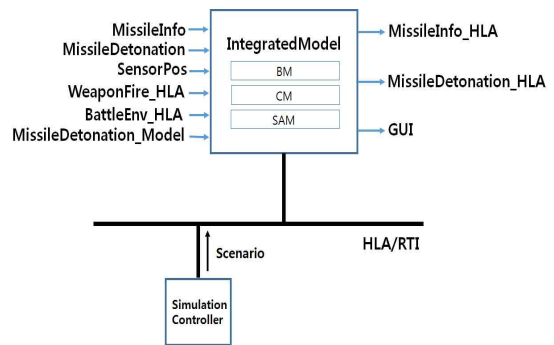 MissileInfo
MissileDetonation
SensorPos
WeaponFire_HLA
BattleEnv_HLA
MissileDetonation_Model
IntegratedModel
BM
CM
SAM
MissileInfo_HLA
MissileDetonation_HLA
GUI
HLA/RTI
Scenario
Simulation
Controller